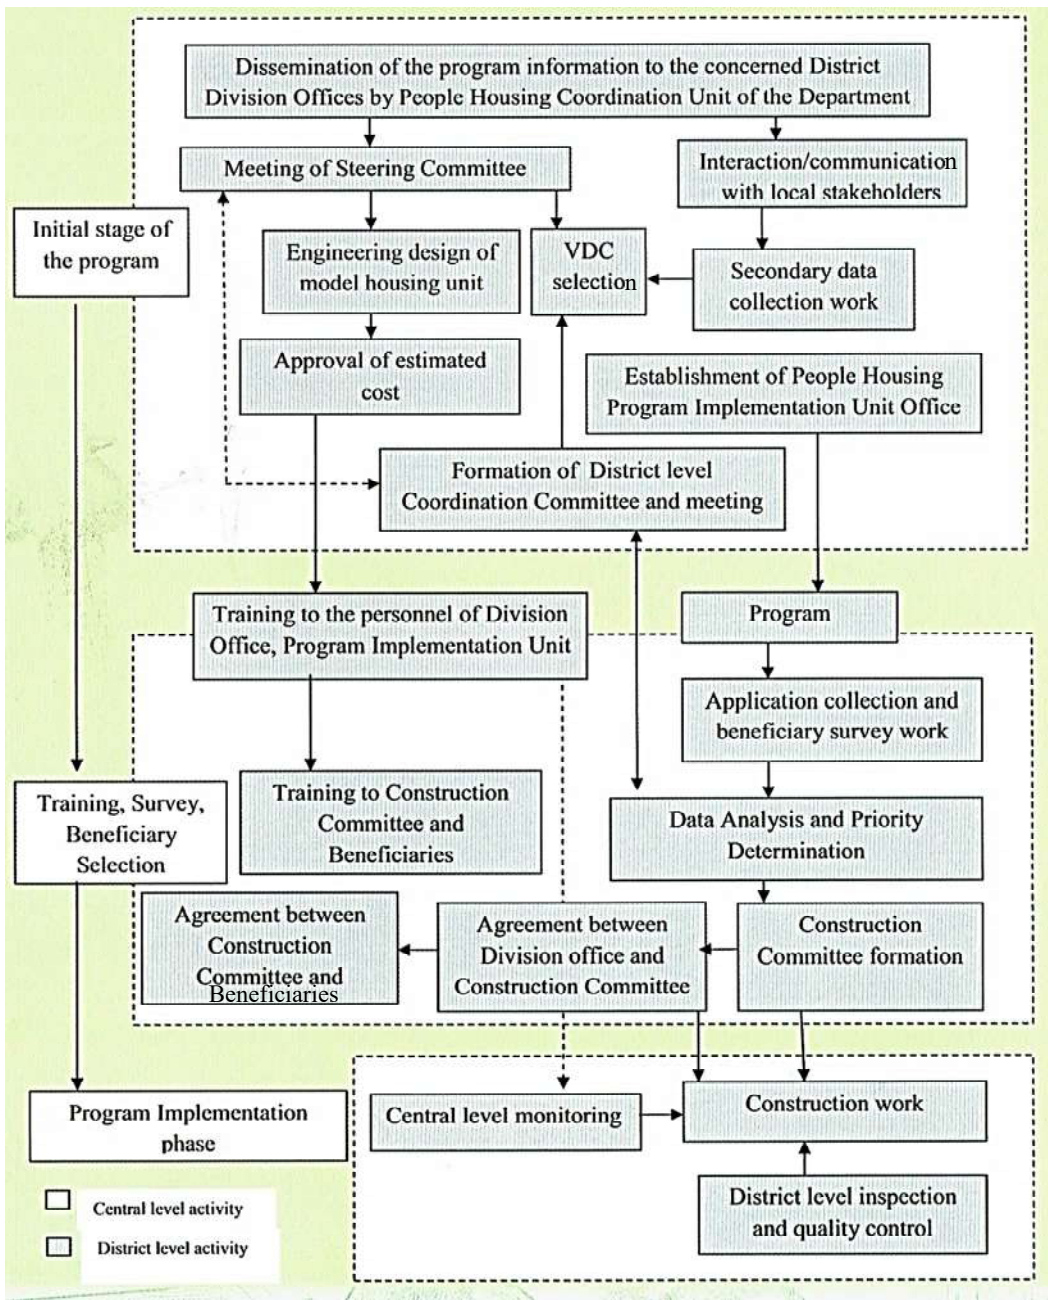 Dissemination of the program information to the concerned District
Division Offices by People Housing Coordination Unit of the Department
Meeting of Steering Committee
Interaction/communication
with local stakeholders
Initial stage of
the program
Engineering design of
model housing unit
VDC
selection
Secondary data
collection work
Approval of estimated
cost
Establishment of People Housing
Program Implementation Unit Office
Formation of District level
Coordination Committee and meeting
Training to the personnel of Division
Office, Program Implementation Unit
Program
Application collection and
beneficiary survey work
Training, Survey,
Beneficiary
Selection
Training to Construction
Committee and
Beneficiaries
Data Analysis and Priority
Determination
Agreement between
Construction
Committee and
Beneficiaries
Agreement between
Division office and
Construction Committee
Construction
Committee formation
Program Implementation
phase
Central level monitoring
Construction work
District level inspection
and quality control
Central level activity
District level activity